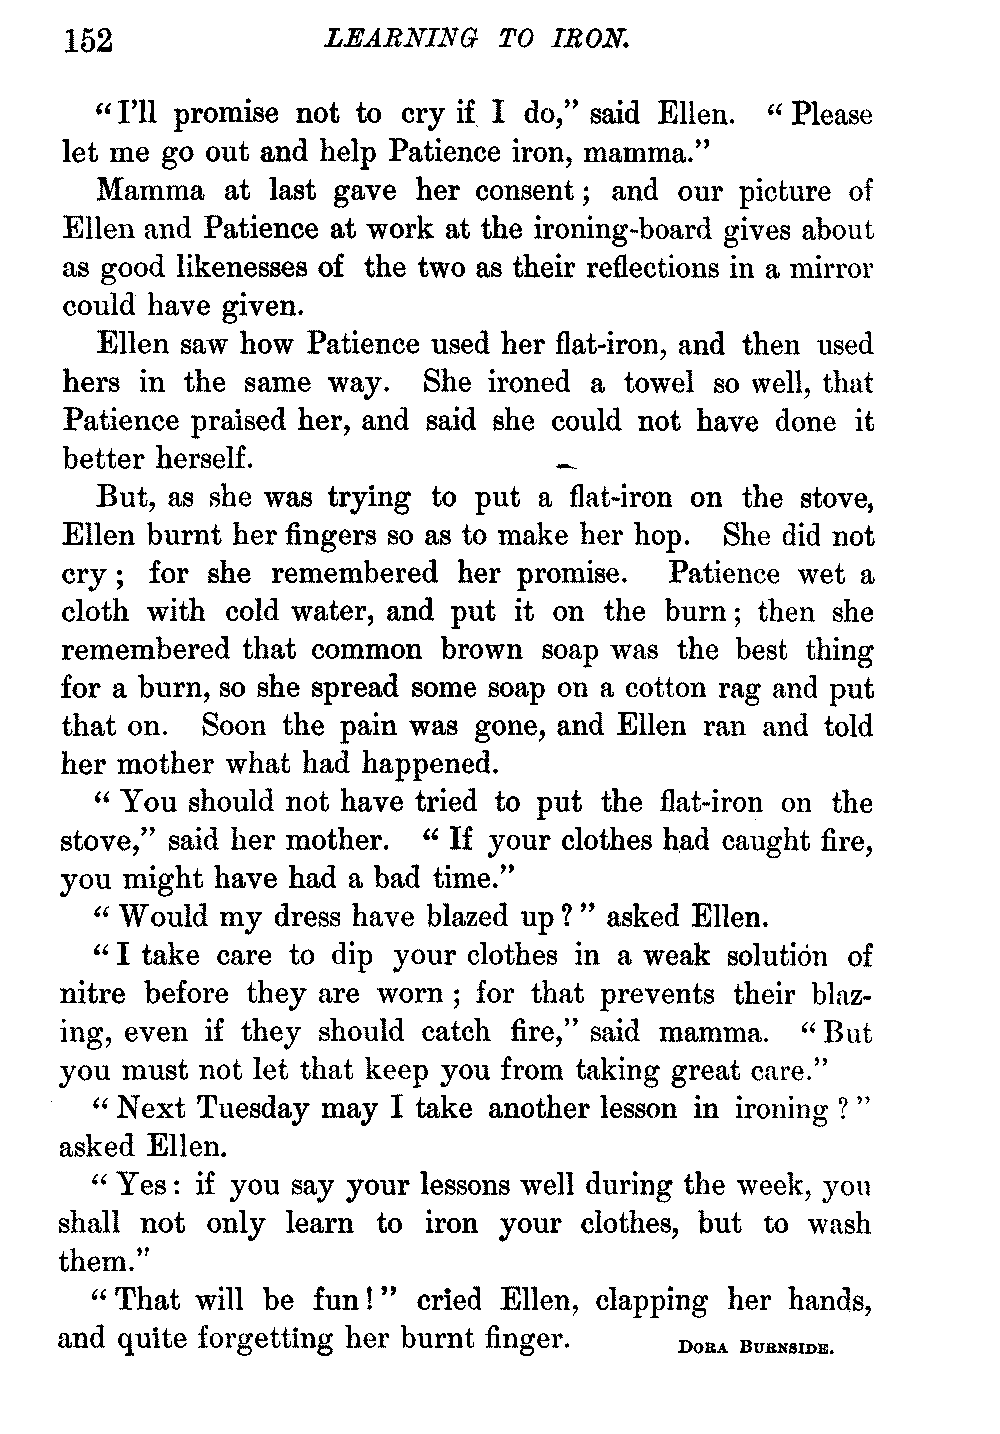 152 LEARNING TO IRON.
“I’ll promise not to cry if I do,” said Ellen. “Please
let me go out and help Patience iron, mamma.”
Mamma at last gave her consent; and our picture of
Ellen and Patience at work at the ironing-board gives about
as good likenesses of the two as their reflections in a mirror
could have given.
Ellen saw how Patience used her flat-iron, and then used
hers in the same way. She ironed a towel so well, that
Patience praised her, and said she could not have done it
better herself.
But, as she was trying to put a flat-iron on the stove,
Ellen burnt her fingers so as to make her hop. She did not
cry; for she remembered her promise. Patience wet a
cloth with cold water, and put it on the burn; then she
remembered that common brown soap was the best thing
for a burn, so she spread some soap on a cotton rag and put
that on. Soon the pain was gone, and Ellen ran and told
her mother what had happened.
“You should not have tried to put the flat-iron on the
stove,” said her mother. “If your clothes had caught fire,
you might have had a bad time.”
“Would my dress have blazed up?” asked Ellen.
“I take care to dip your clothes in a weak solution of
nitre before they are worn; for that prevents their blaz-
ing, even if they should catch fire,” said mamma. “But
you must not let that keep you from taking great care.”
“Next Tuesday may I take another lesson in ironing?”
asked Ellen.
“Yes: if you say your lessons well during the week, you
shall not only learn to iron your clothes, but to wash
them.”
“That will be fun!” cried Ellen, clapping her hands,
and quite forgetting her burnt finger. DORA BURNSIDE.